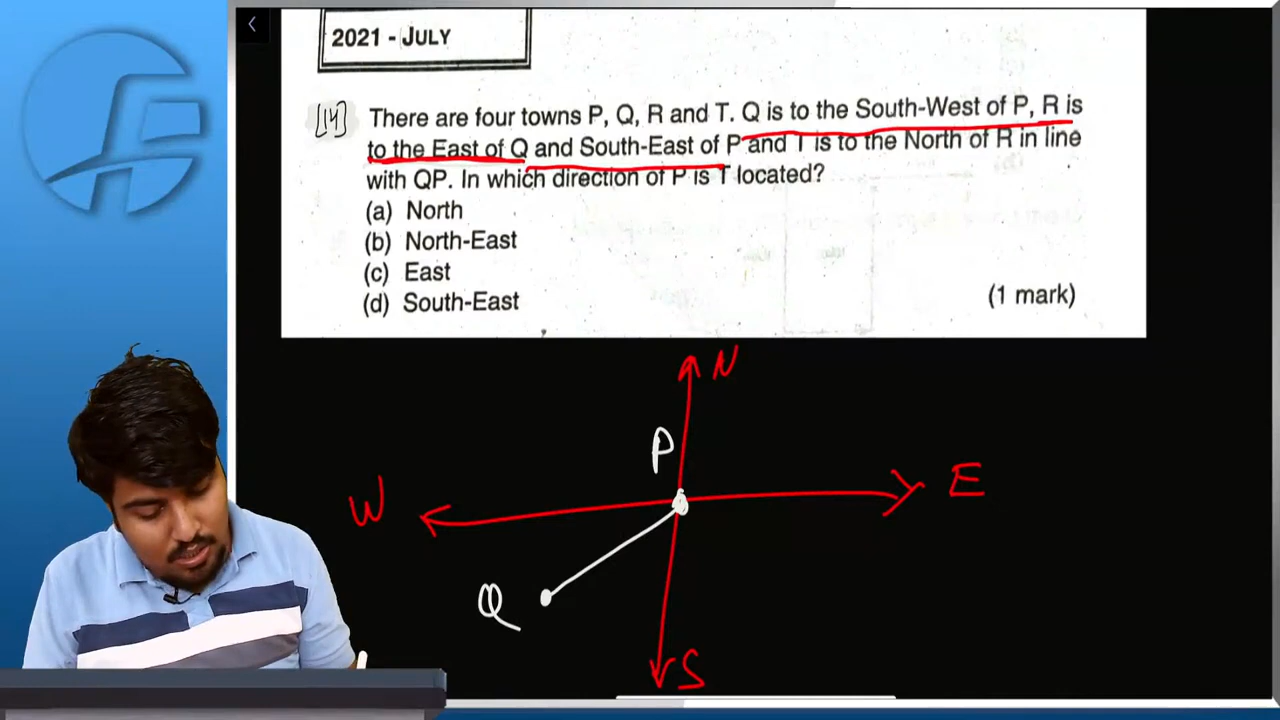 2021 - JULY
[14] There are four towns P, Q, R and T. Q is to the South-West of P, R is
to the East of Q and South-East of P and T is to the North of R in line
with QP. In which direction of P is T located?
(a) North
(b) North-East
(c) East
(d) South-East
(1 mark)
N
P
W
E
Q
S